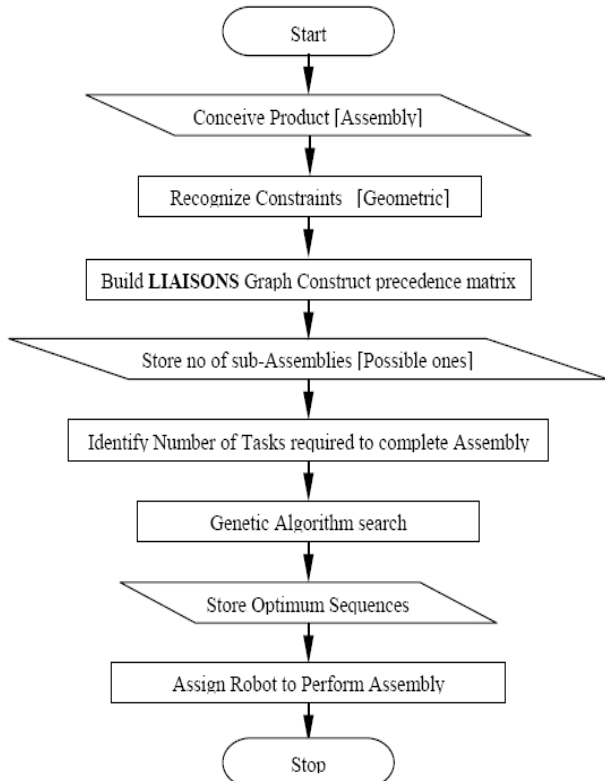 Start
Conceive Product [Assembly]
Recognize Constraints [Geometric]
Build LIAISONS Graph Construct precedence matrix
Store no of sub-Assemblies [Possible ones]
Identify Number of Tasks required to complete Assembly
Genetic Algorithm search
Store Optimum Sequences
Assign Robot to Perform Assembly
Stop